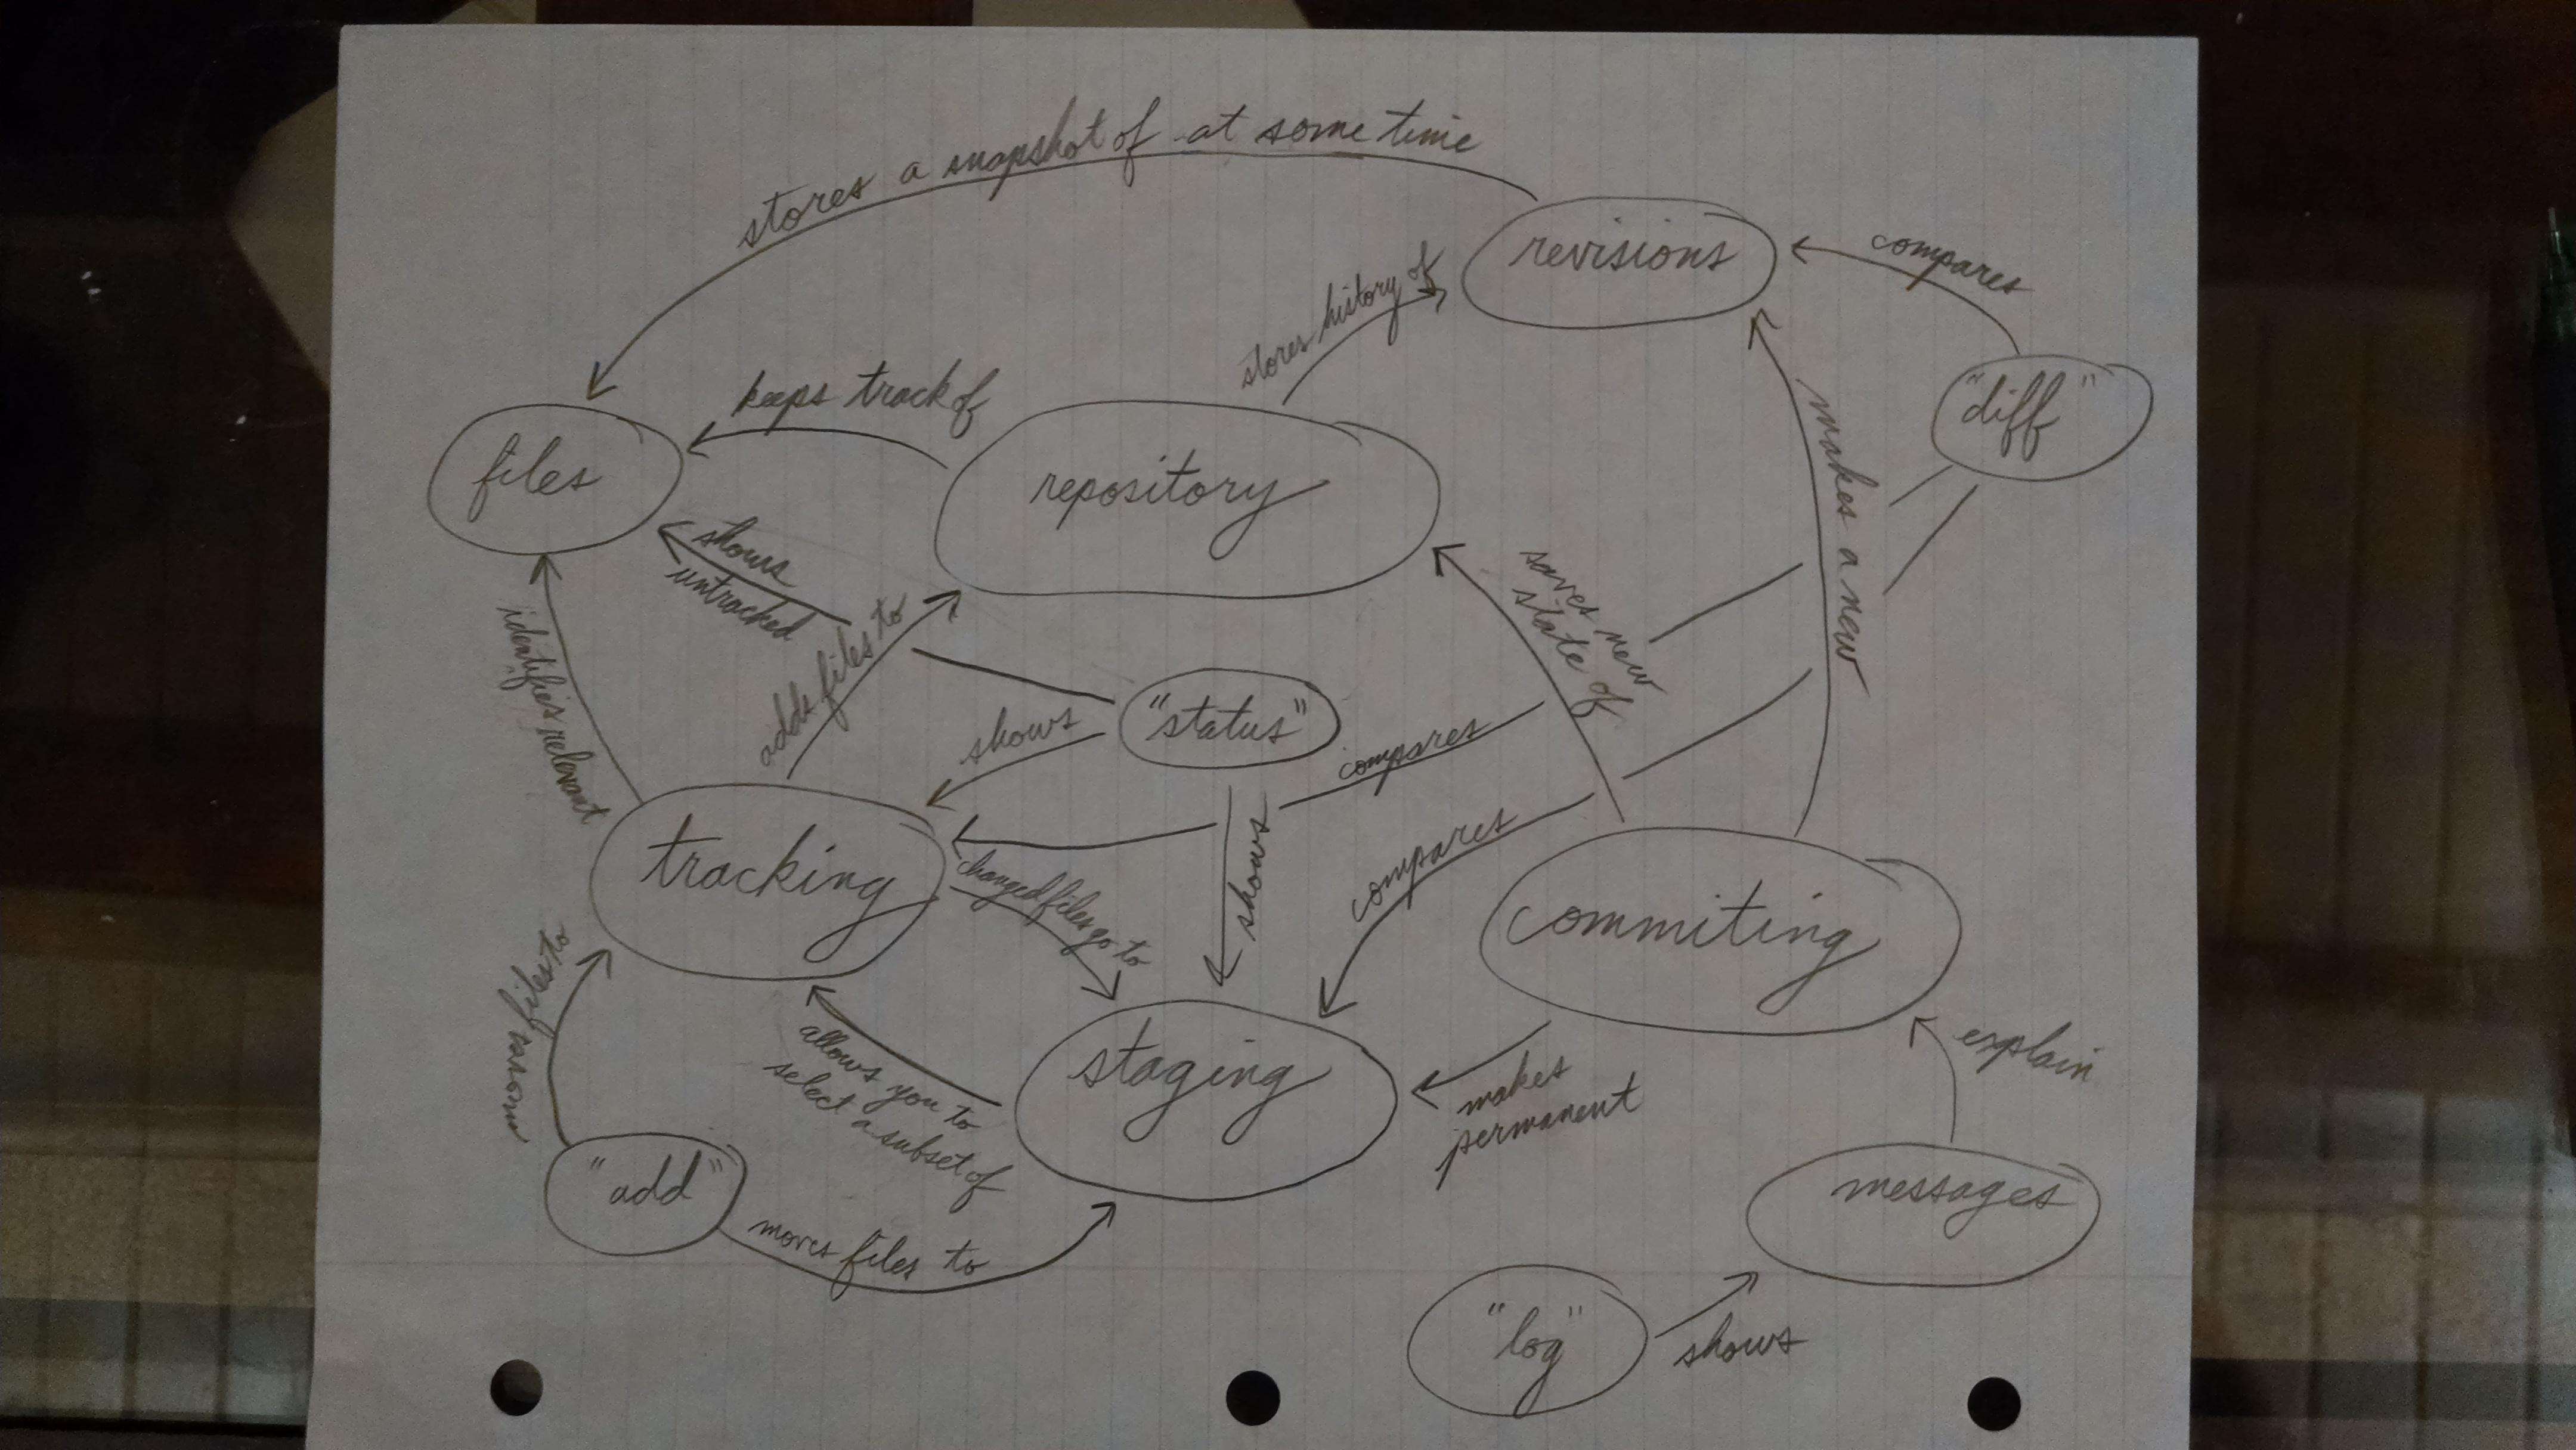 stores a snapshot of at some time
revisions
compares
stores history of
"diff"
keeps track of
files
repository
makes a new
shows
untracked
saves new
state of
adds files to
identifies relevant
"status"
shows
compares
shows
compares
tracking
changed files go to
commiting
moves files to
allows you to
select a subset of
staging
makes
permanent
explain
"add"
moves files to
messages
"log"
shows